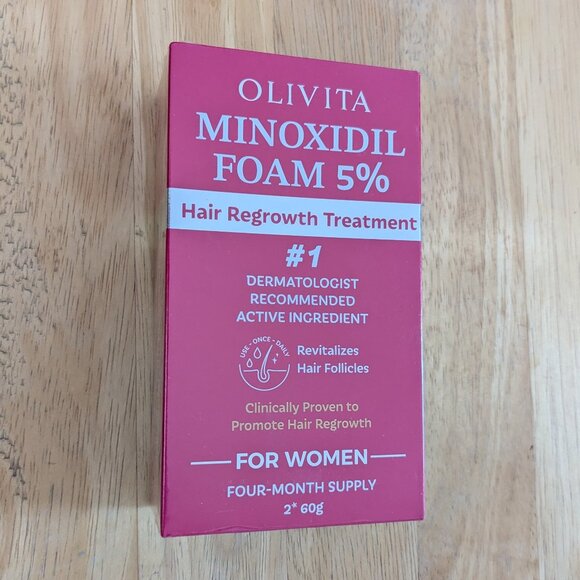 OLIVITA
MINOXIDIL
FOAM 5%
Hair Regrowth Treatment
#1
DERMATOLOGIST
RECOMMENDED
ACTIVE INGREDIENT
USE - ONCE - DAILY
Revitalizes
Hair Follicles
Clinically Proven to
Promote Hair Regrowth
FOR WOMEN
FOUR-MONTH SUPPLY
2* 60g